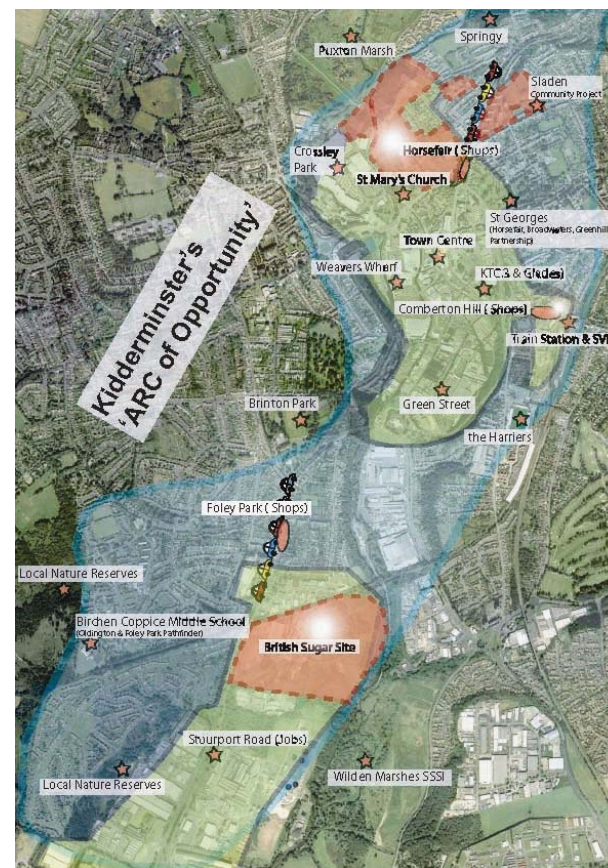 Puxton Marsh
Springy
Sladen
Community Project
Crossley
Park
Horsefair ( Shops)
St Mary's Church
St Georges
(Horsefair, Broadwaters, Greenhill
Partnership)
Kidderminster's
'ARC of Opportunity'
Town Centre
Weavers Wharf
KTC.3 & Glades)
Comberton Hill ( Shops)
Train Station & SV
Brinton Park
Green Street
the Harriers
Foley Park ( Shops)
Local Nature Reserves
Birchen Coppice Middle School
(Oldington & Foley Park Pathfinder)
British Sugar Site
Stourport Road (Jobs)
Local Nature Reserves
Wilden Marshes SSSI